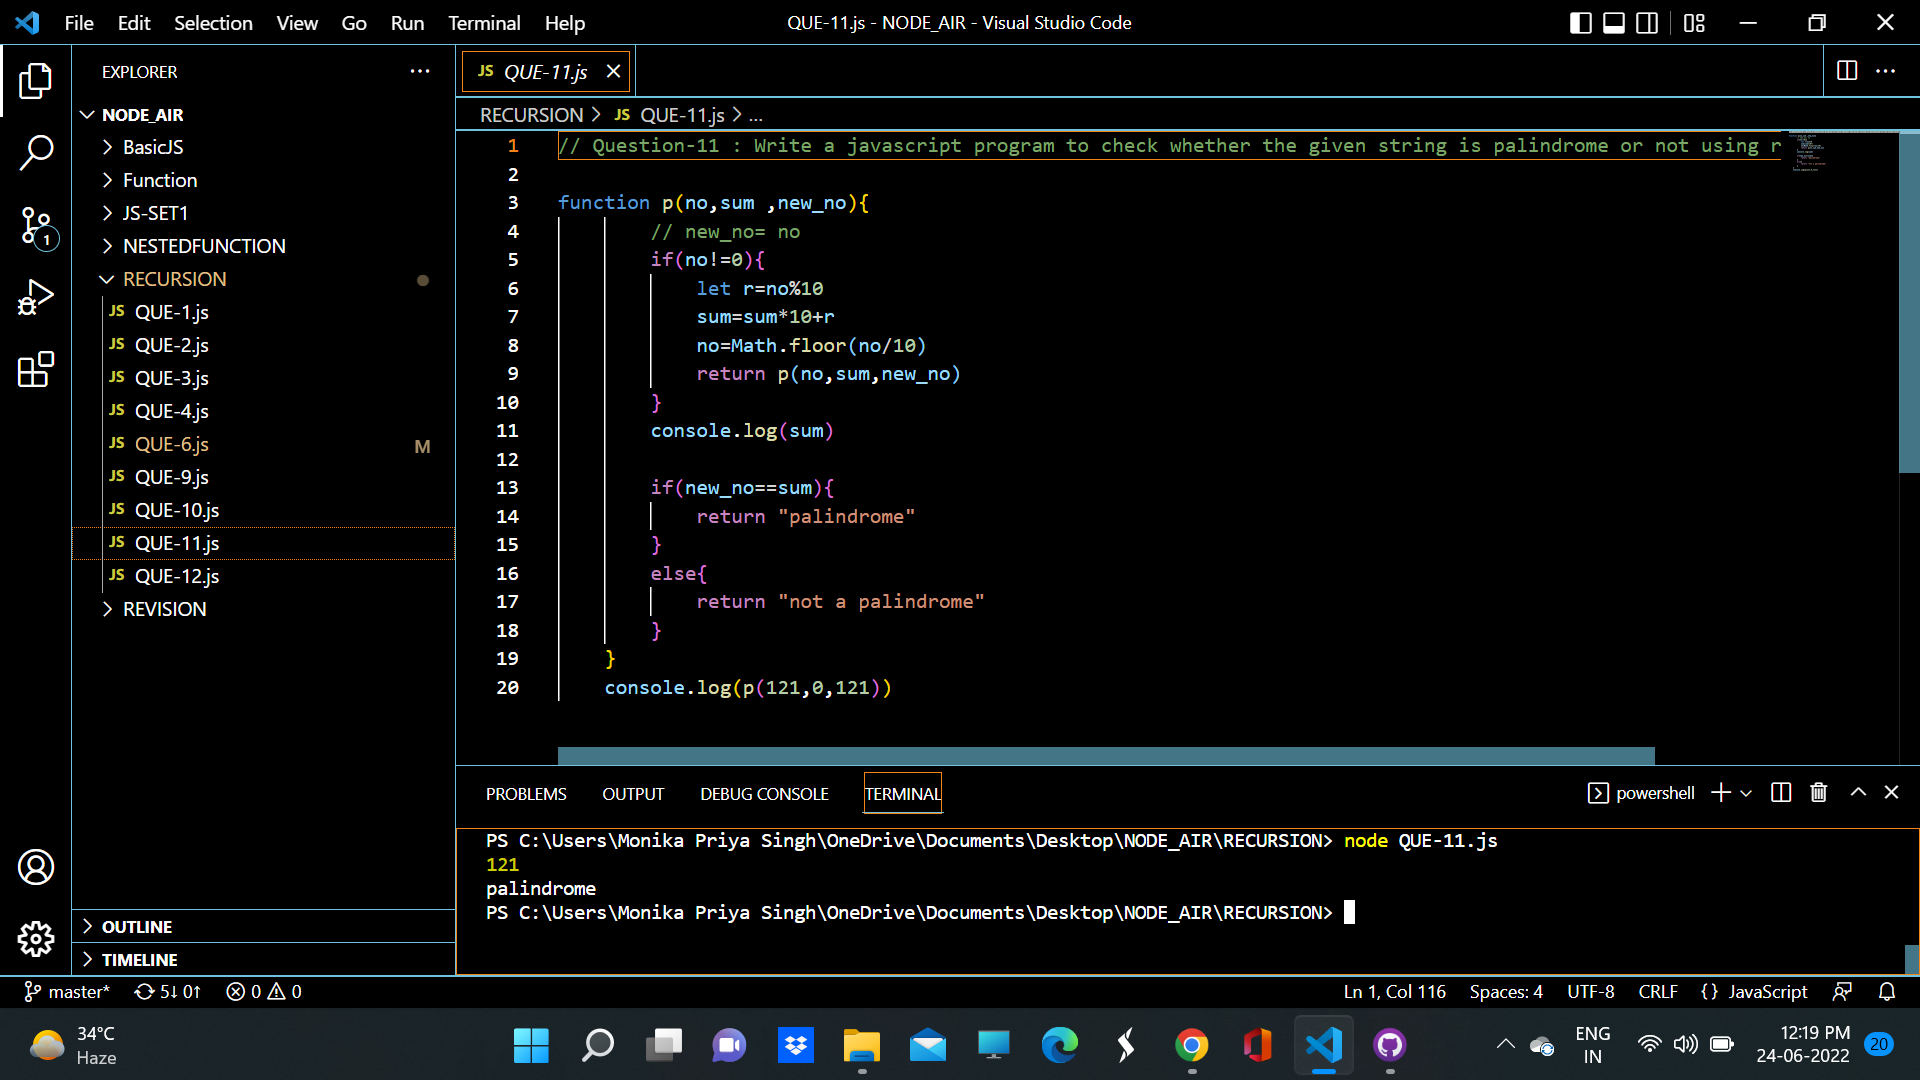 File Edit Selection View Go Run Terminal Help
QUE-11.js - NODE_AIR - Visual Studio Code
EXPLORER
NODE_AIR
BasicJS
Function
JS-SET1
NESTEDFUNCTION
RECURSION
JS QUE-1.js
JS QUE-2.js
JS QUE-3.js
JS QUE-4.js
JS QUE-6.js M
JS QUE-9.js
JS QUE-10.js
JS QUE-11.js
JS QUE-12.js
REVISION
OUTLINE
TIMELINE
1
JS QUE-11.js
RECURSION > JS QUE-11.js > ...
1 // Question-11 : Write a javascript program to check whether the given string is palindrome or not using r
2
3 function p(no,sum ,new_no){
4 // new_no= no
5 if(no!=0){
6 let r=no%10
7 sum=sum*10+r
8 no=Math.floor(no/10)
9 return p(no,sum,new_no)
10 }
11 console.log(sum)
12
13 if(new_no==sum){
14 return "palindrome"
15 }
16 else{
17 return "not a palindrome"
18 }
19 }
20 console.log(p(121,0,121))
PROBLEMS OUTPUT DEBUG CONSOLE TERMINAL
powershell
PS C:\Users\Monika Priya Singh\OneDrive\Documents\Desktop\NODE_AIR\RECURSION> node QUE-11.js
121
palindrome
PS C:\Users\Monika Priya Singh\OneDrive\Documents\Desktop\NODE_AIR\RECURSION>
master* 5↓ 0↑ 0 0
Ln 1, Col 116 Spaces: 4 UTF-8 CRLF {} JavaScript
34°C
Haze
ENG
IN
12:19 PM
24-06-2022
20